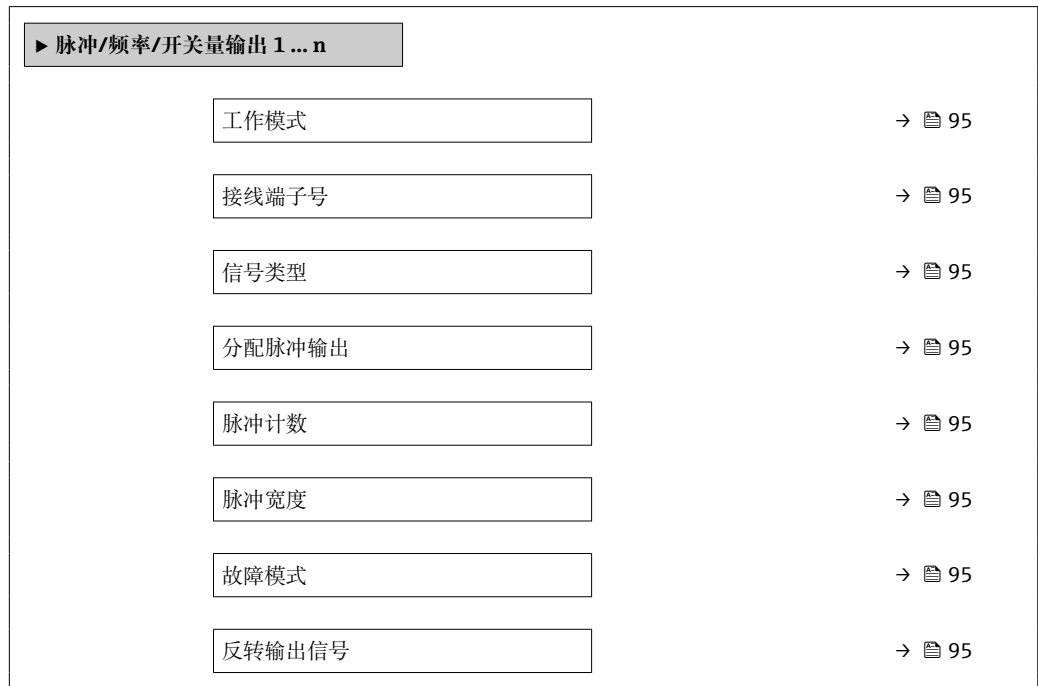 ▶ 脉冲/频率/开关量输出 1 … n
工作模式 → 95
接线端子号 → 95
信号类型 → 95
分配脉冲输出 → 95
脉冲计数 → 95
脉冲宽度 → 95
故障模式 → 95
反转输出信号 → 95